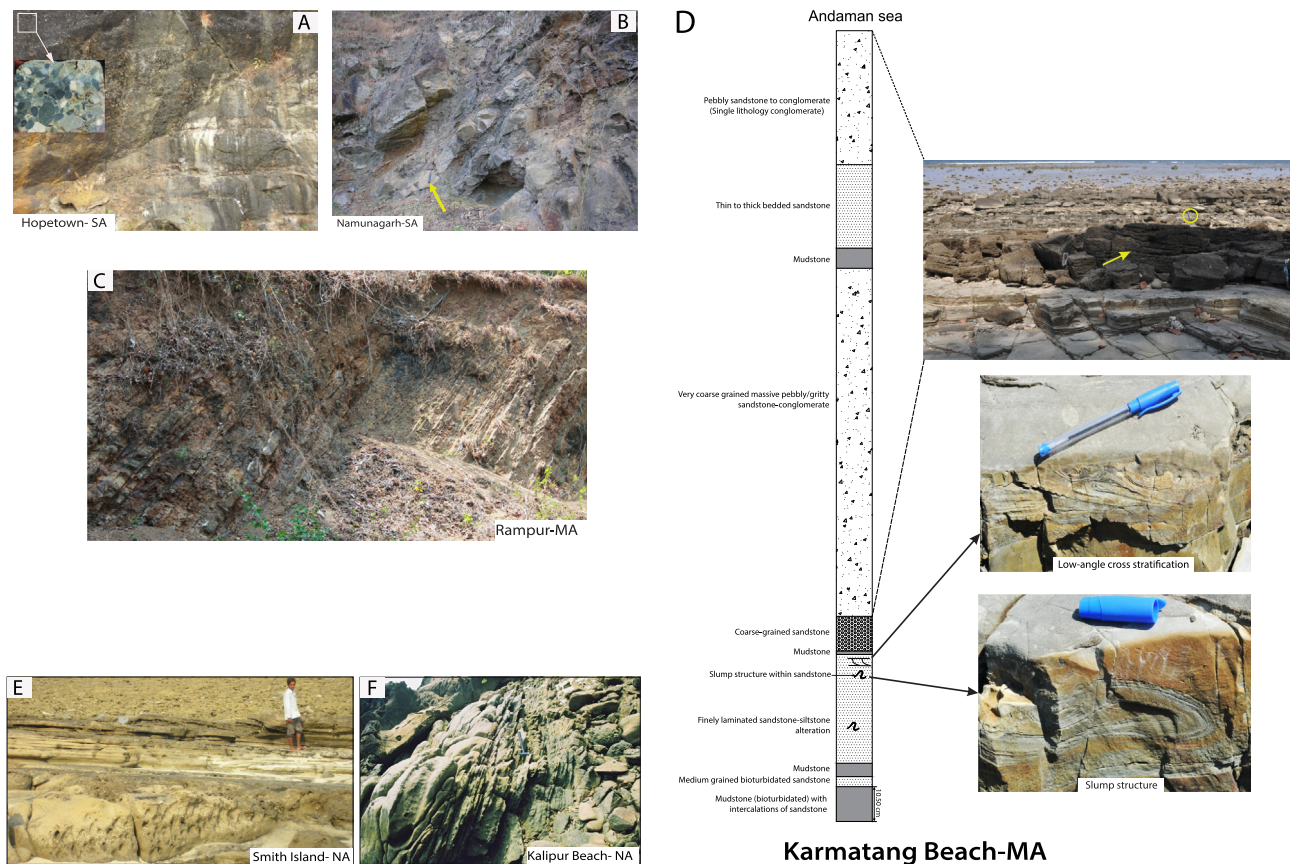 A
Hopetown- SA
B
Namunagarh-SA
C
Rampur-MA
D
Andaman sea
Pebbly sandstone to conglomerate
(Single lithology conglomerate)
Thin to thick bedded sandstone
Mudstone
Very coarse grained massive pebbly/gritty
sandstone-conglomerate
Coarse-grained sandstone
Mudstone
Slump structure within sandstone
Finely laminated sandstone-siltstone
alteration
Mudstone
Medium grained bioturbidated sandstone
Mudstone (bioturbidated) with
intercalations of sandstone
10.50 cm
Low-angle cross stratification
Slump structure
Karmatang Beach-MA
E
Smith Island- NA
F
Kalipur Beach- NA